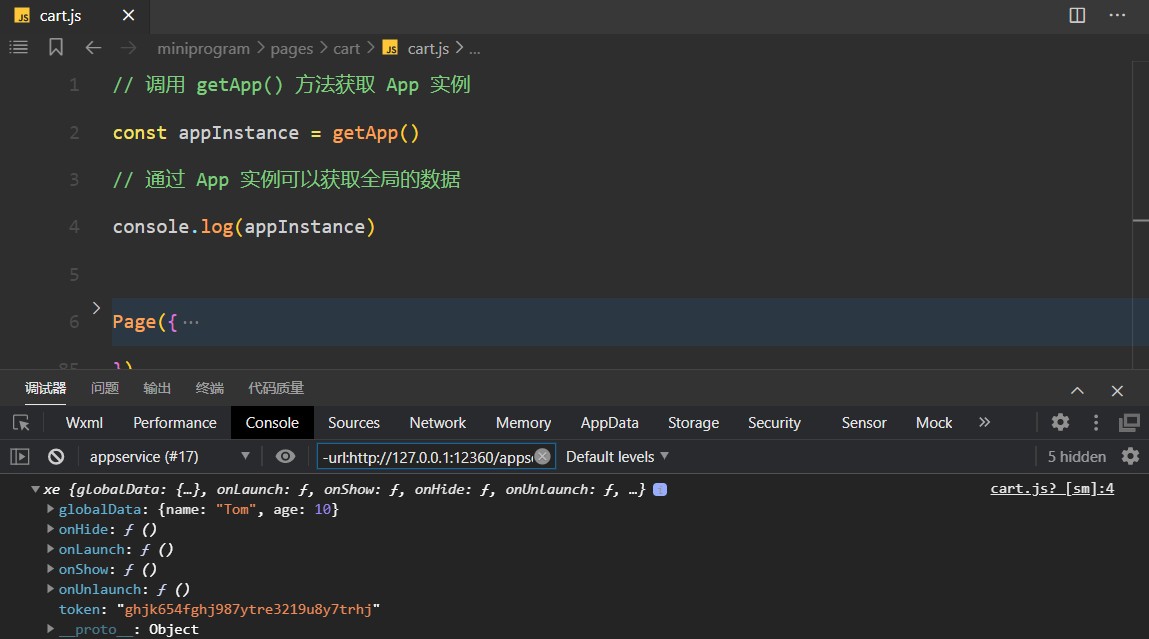 JS cart.js
miniprogram > pages > cart > JS cart.js > ...
1 // 调用 getApp() 方法获取 App 实例
2 const appInstance = getApp()
3 // 通过 App 实例可以获取全局的数据
4 console.log(appInstance)
5
6 Page({ ···
85 })
调试器 问题 输出 终端 代码质量
Wxml Performance Console Sources Network Memory AppData Storage Security Sensor Mock »
appservice (#17) -url:http://127.0.0.1:12360/apps Default levels 5 hidden
xe {globalData: {…}, onLaunch: ƒ, onShow: ƒ, onHide: ƒ, onUnlaunch: ƒ, …} i cart.js? [sm]:4
globalData: {name: "Tom", age: 10}
onHide: ƒ ()
onLaunch: ƒ ()
onShow: ƒ ()
onUnlaunch: ƒ ()
token: "ghjk654fghj987ytre3219u8y7trhj"
__proto__: Object